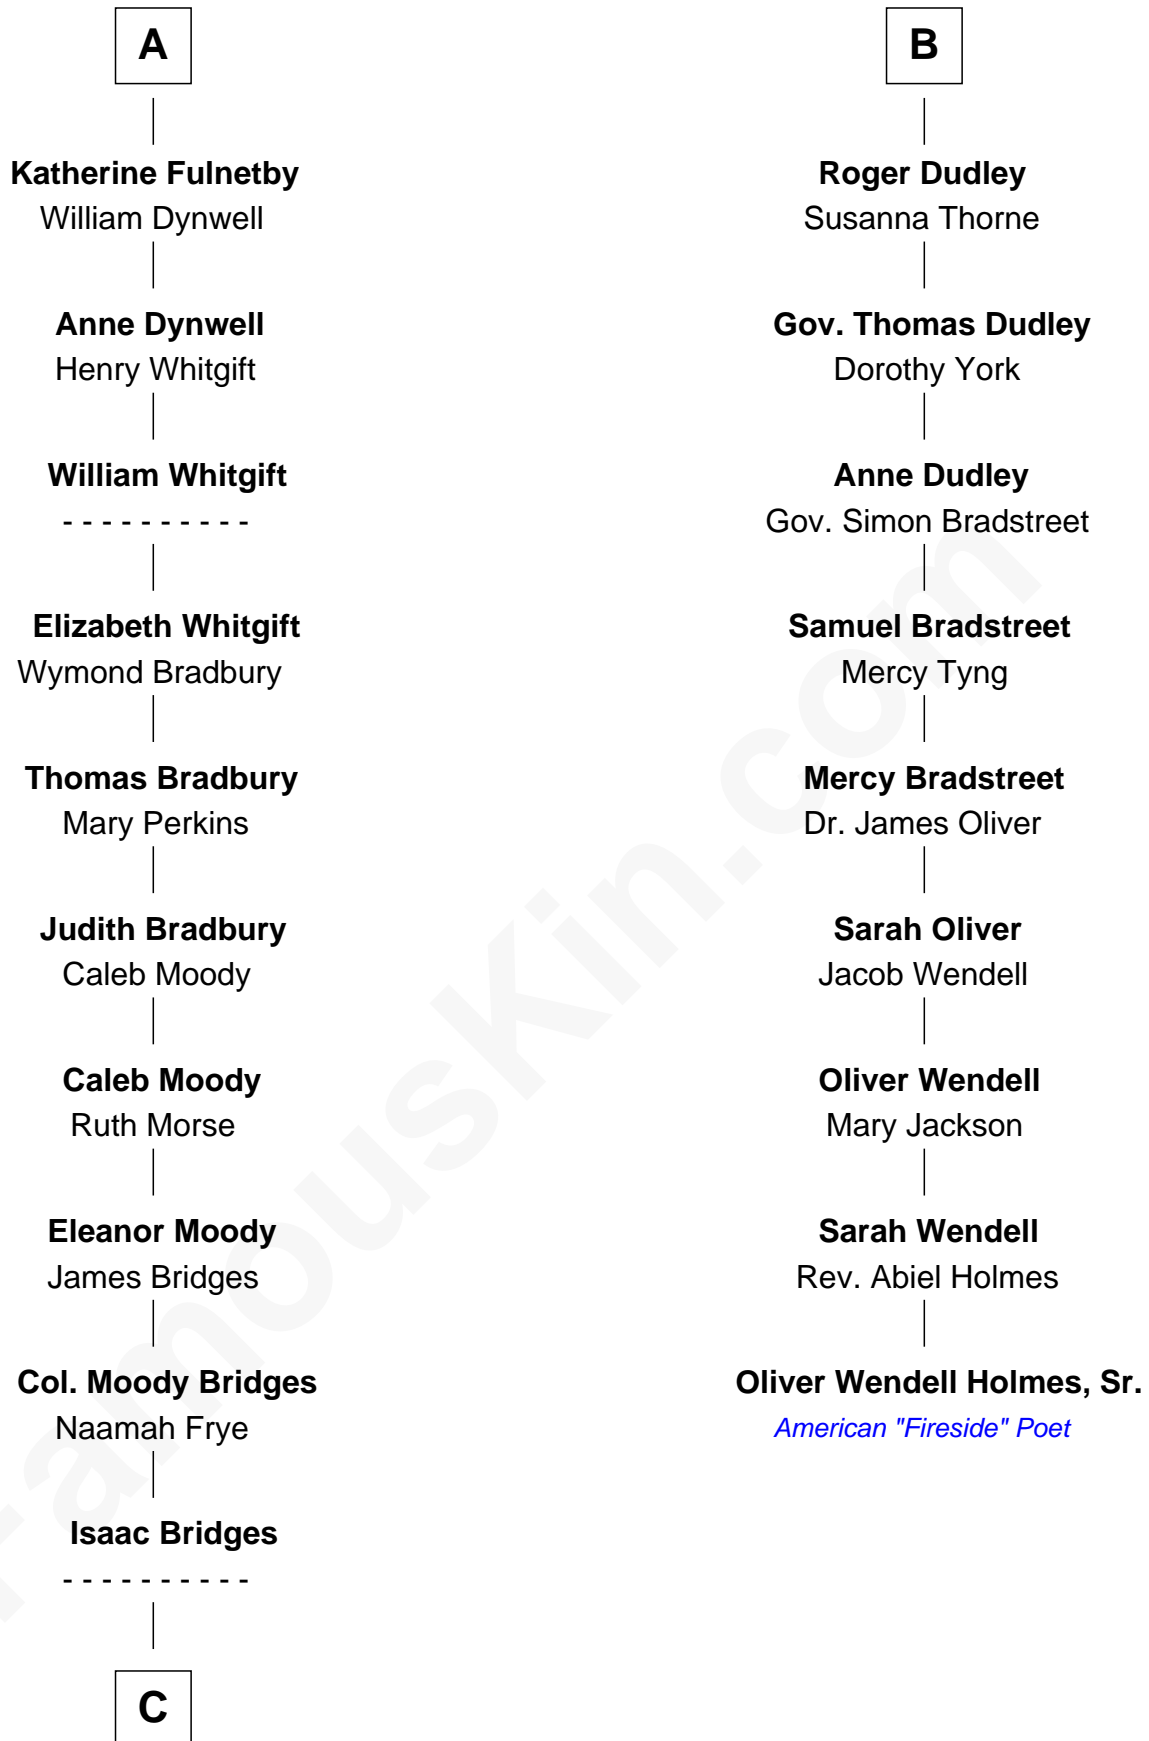 A
Katherine Fulnetby
William Dynwell
Anne Dynwell
Henry Whitgift
William Whitgift
- - - - - - - - - -
Elizabeth Whitgift
Wymond Bradbury
Thomas Bradbury
Mary Perkins
Judith Bradbury
Caleb Moody
Caleb Moody
Ruth Morse
Eleanor Moody
James Bridges
Col. Moody Bridges
Naamah Frye
Isaac Bridges
- - - - - - - - - -
C
B
Roger Dudley
Susanna Thorne
Gov. Thomas Dudley
Dorothy York
Anne Dudley
Gov. Simon Bradstreet
Samuel Bradstreet
Mercy Tyng
Mercy Bradstreet
Dr. James Oliver
Sarah Oliver
Jacob Wendell
Oliver Wendell
Mary Jackson
Sarah Wendell
Rev. Abiel Holmes
Oliver Wendell Holmes, Sr.
American "Fireside" Poet
FamousKin.com